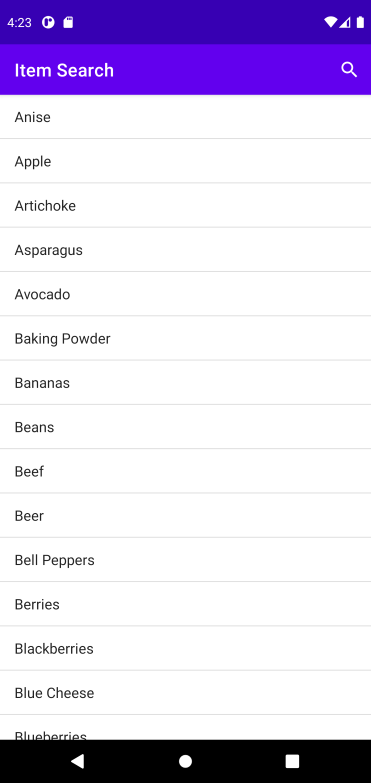 4:23
Item Search
Anise
Apple
Artichoke
Asparagus
Avocado
Baking Powder
Bananas
Beans
Beef
Beer
Bell Peppers
Berries
Blackberries
Blue Cheese
Blueberries